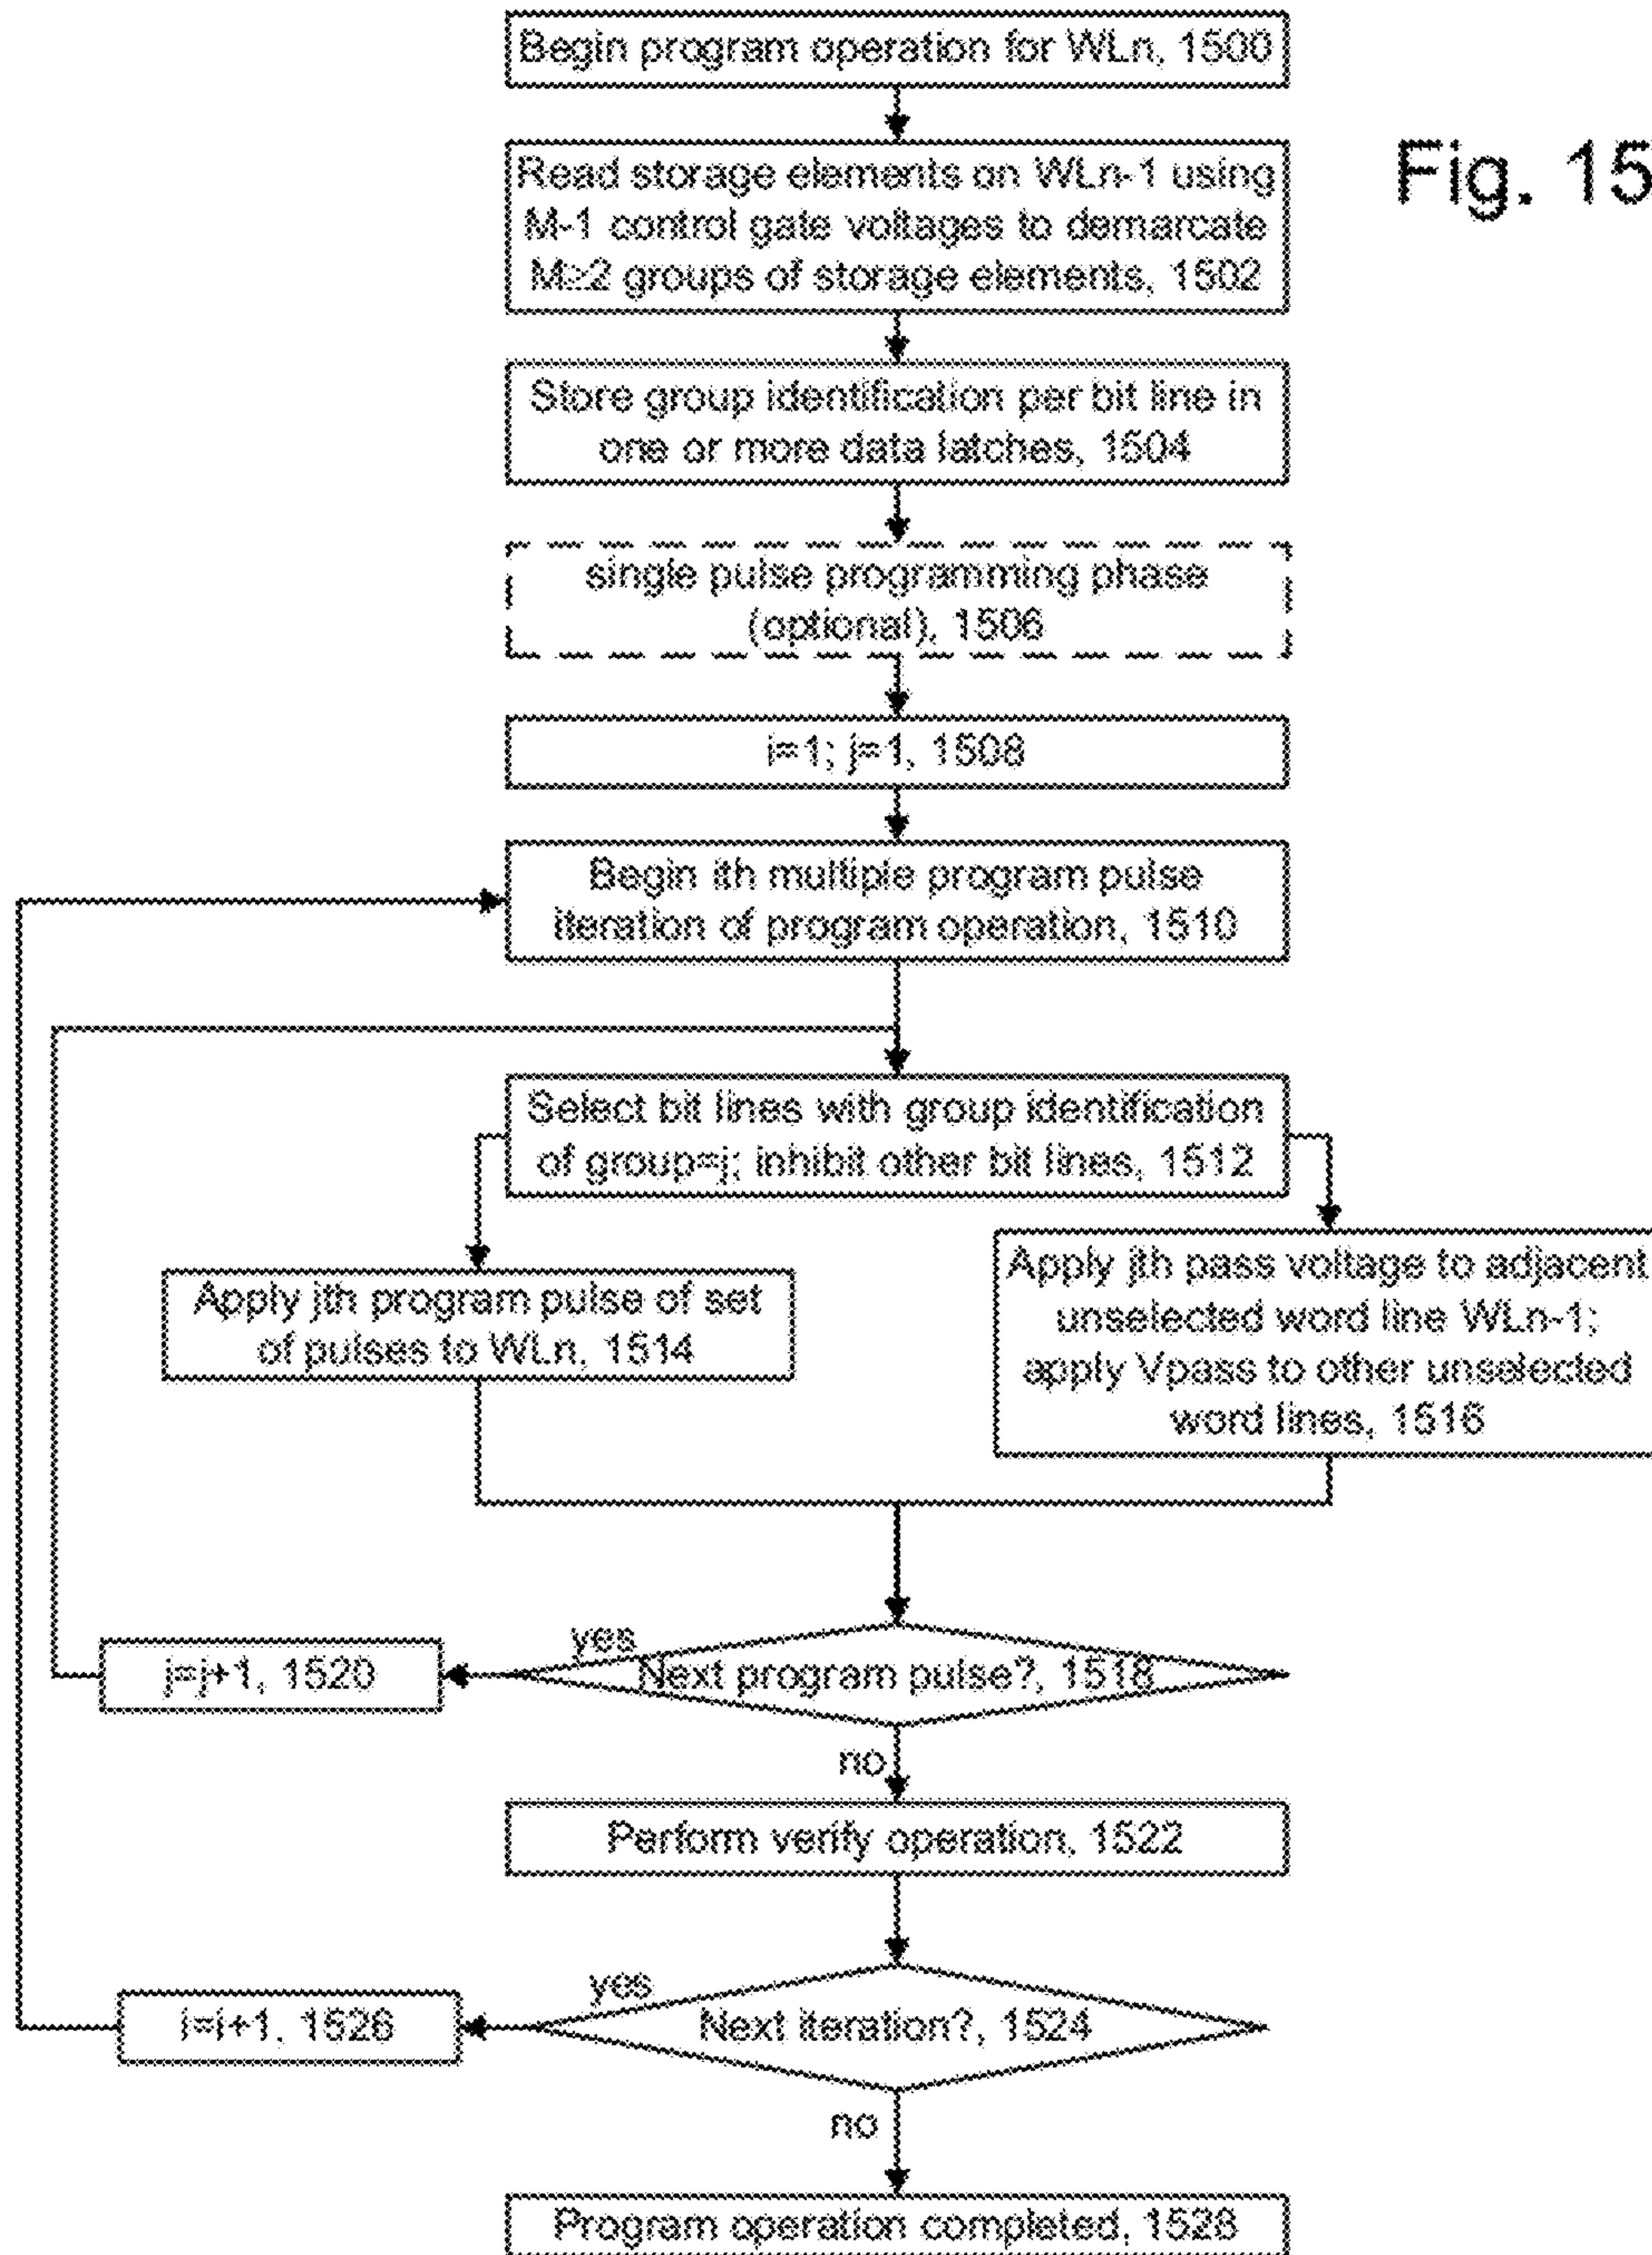 Begin program operation for WLn, 1500
Fig. 15
Read storage elements on WLn-1 using
M-1 control gate voltages to demarcate
M≥2 groups of storage elements, 1502
Store group identification per bit line in
one or more data latches, 1504
single pulse programming phase
(optional), 1506
i=1; j=1, 1508
Begin ith multiple program pulse
iteration of program operation, 1510
Select bit lines with group identification
of group=j; inhibit other bit lines, 1512
Apply jth program pulse of set
of pulses to WLn, 1514
Apply jth pass voltage to adjacent
unselected word line WLn-1;
apply Vpass to other unselected
word lines, 1516
yes
Next program pulse?, 1518
j=j+1, 1520
no
Perform verify operation, 1522
yes
Next iteration?, 1524
i=i+1, 1526
no
Program operation completed, 1528